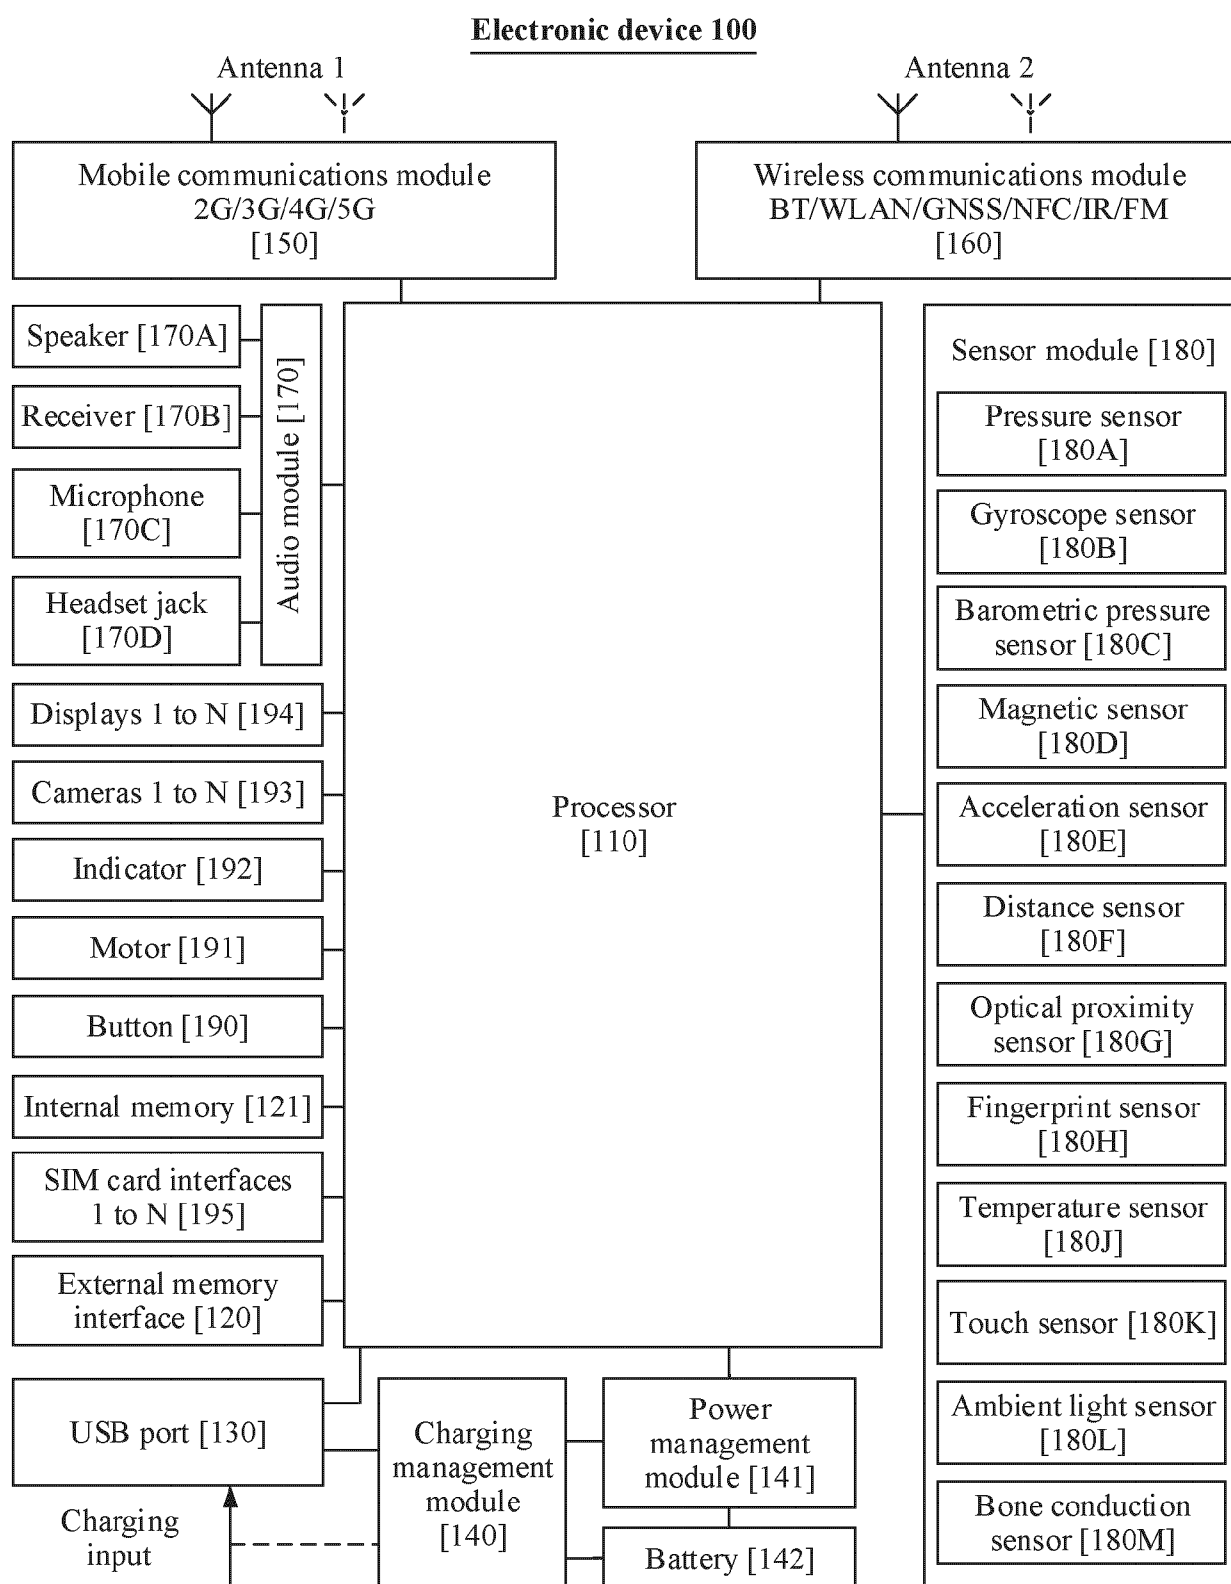 Electronic device 100
Antenna 1
Antenna 2
Mobile communications module
2G/3G/4G/5G
[150]
Wireless communications module
BT/WLAN/GNSS/NFC/IR/FM
[160]
Speaker [170A]
Receiver [170B]
Microphone
[170C]
Headset jack
[170D]
Audio module [170]
Displays 1 to N [194]
Cameras 1 to N [193]
Indicator [192]
Motor [191]
Button [190]
Internal memory [121]
SIM card interfaces
1 to N [195]
External memory
interface [120]
Processor
[110]
Sensor module [180]
Pressure sensor
[180A]
Gyroscope sensor
[180B]
Barometric pressure
sensor [180C]
Magnetic sensor
[180D]
Acceleration sensor
[180E]
Distance sensor
[180F]
Optical proximity
sensor [180G]
Fingerprint sensor
[180H]
Temperature sensor
[180J]
Touch sensor [180K]
Ambient light sensor
[180L]
Bone conduction
sensor [180M]
USB port [130]
Charging
input
Charging
management
module
[140]
Power
management
module [141]
Battery [142]